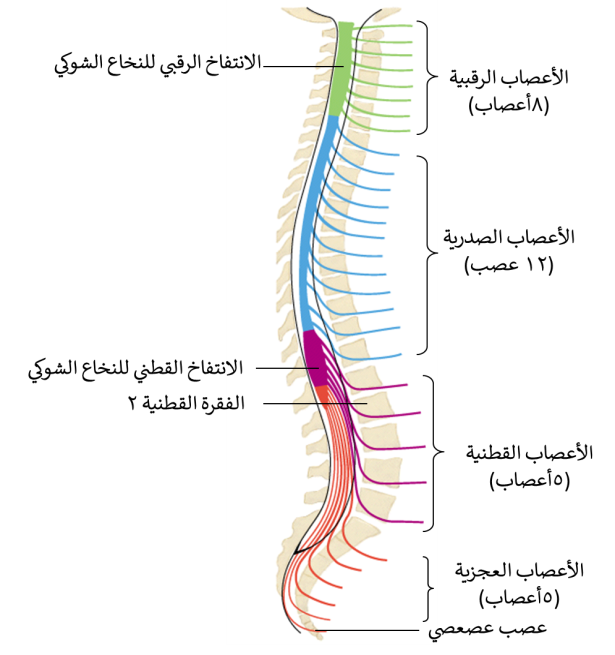 الانتفاخ الرقبي للنخاع الشوكي
الأعصاب الرقبية
(٨أعصاب)
الأعصاب الصدرية
(١٢ عصب)
الانتفاخ القطني للنخاع الشوكي
الفقرة القطنية ٢
الأعصاب القطنية
(٥أعصاب)
الأعصاب العجزية
(٥أعصاب)
عصب عصعصي